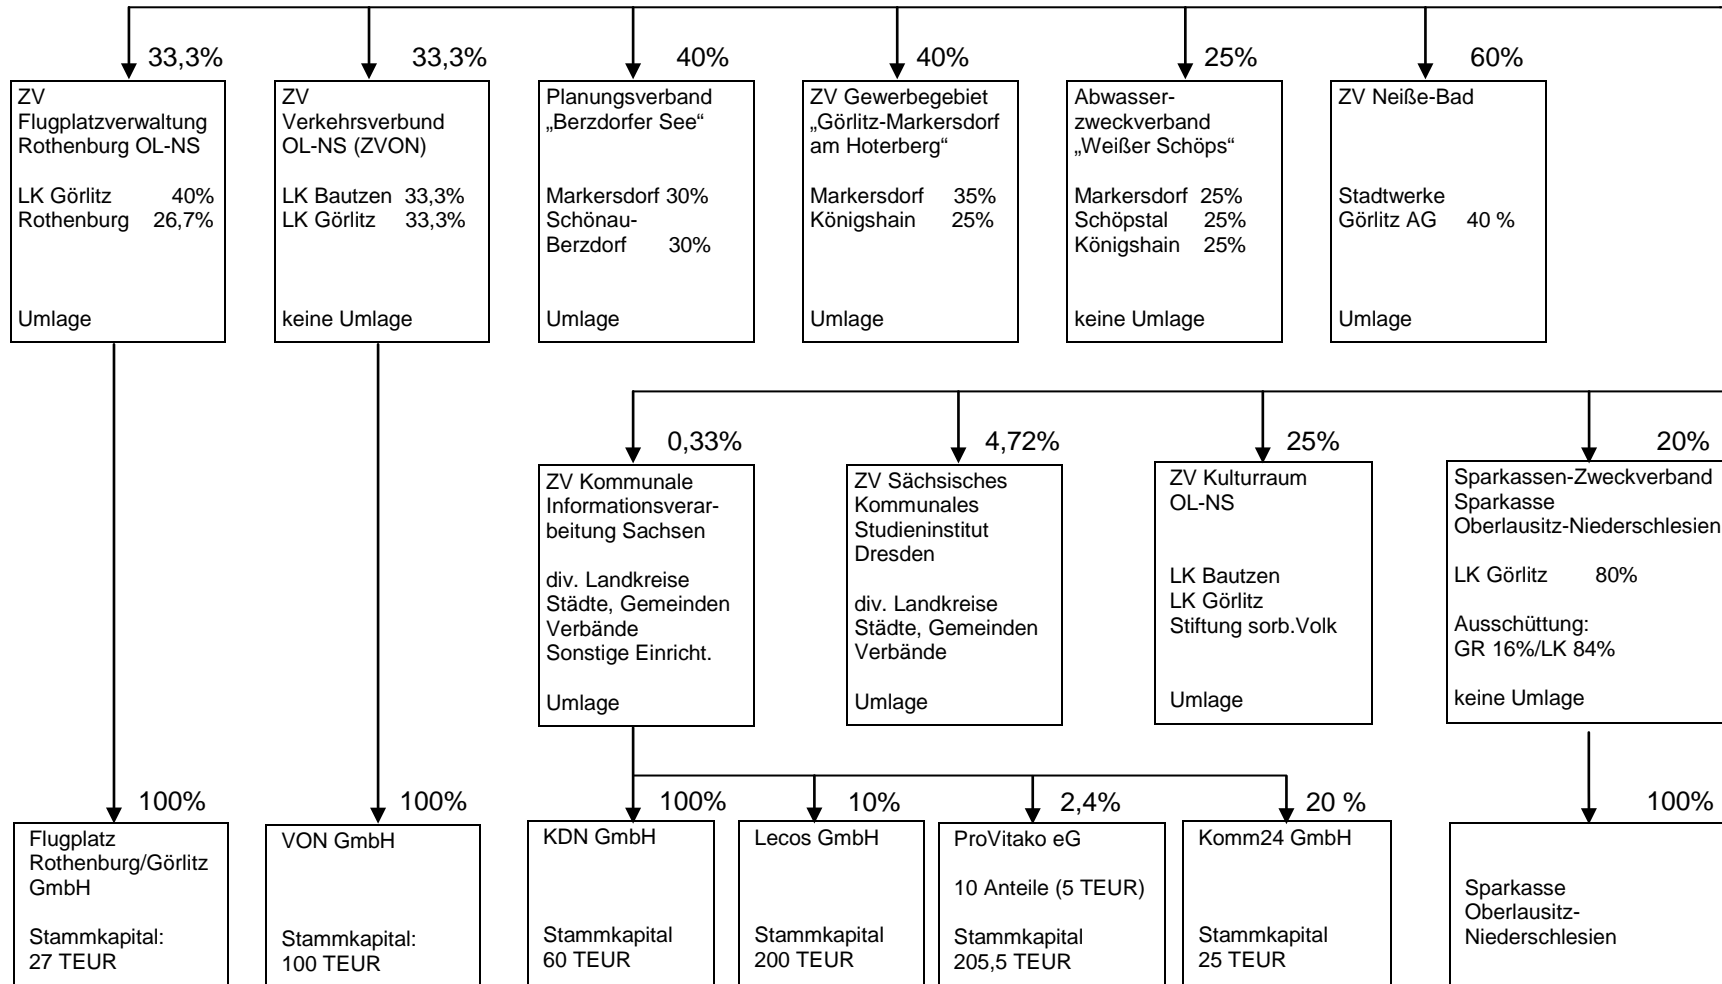 33,3%
ZV
Flugplatzverwaltung
Rothenburg OL-NS
LK Görlitz 40%
Rothenburg 26,7%
Umlage
33,3%
ZV
Verkehrsverbund
OL-NS (ZVON)
LK Bautzen 33,3%
LK Görlitz 33,3%
keine Umlage
40%
Planungsverband
„Berzdorfer See“
Markersdorf 30%
Schönau-
Berzdorf 30%
Umlage
40%
ZV Gewerbegebiet
„Görlitz-Markersdorf
am Hoterberg“
Markersdorf 35%
Königshain 25%
Umlage
25%
Abwasser-
zweckverband
„Weißer Schöps“
Markersdorf 25%
Schöpstal 25%
Königshain 25%
keine Umlage
60%
ZV Neiße-Bad
Stadtwerke
Görlitz AG 40 %
Umlage
0,33%
ZV Kommunale
Informationsverar-
beitung Sachsen
div. Landkreise
Städte, Gemeinden
Verbände
Sonstige Einricht.
Umlage
4,72%
ZV Sächsisches
Kommunales
Studieninstitut
Dresden
div. Landkreise
Städte, Gemeinden
Verbände
Umlage
25%
ZV Kulturraum
OL-NS
LK Bautzen
LK Görlitz
Stiftung sorb.Volk
Umlage
20%
Sparkassen-Zweckverband
Sparkasse
Oberlausitz-Niederschlesien
LK Görlitz 80%
Ausschüttung:
GR 16%/LK 84%
keine Umlage
100%
Flugplatz
Rothenburg/Görlitz
GmbH
Stammkapital:
27 TEUR
100%
VON GmbH
Stammkapital:
100 TEUR
100%
KDN GmbH
Stammkapital
60 TEUR
10%
Lecos GmbH
Stammkapital
200 TEUR
2,4%
ProVitako eG
10 Anteile (5 TEUR)
Stammkapital
205,5 TEUR
20 %
Komm24 GmbH
Stammkapital
25 TEUR
100%
Sparkasse
Oberlausitz-
Niederschlesien